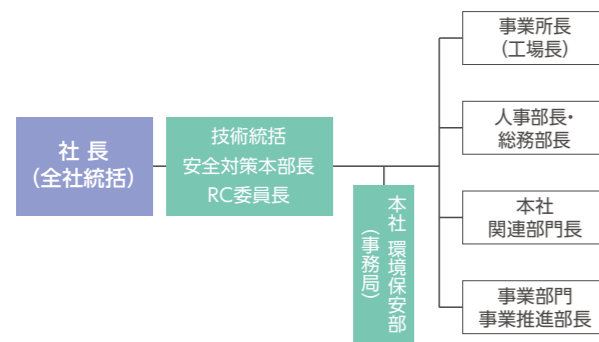 社 長
（全社統括）
技術統括
安全対策本部長
RC委員長
本社 環境保安部
（事務局）
事業所長
（工場長）
人事部長・
総務部長
本社
関連部門長
事業部門
事業推進部長